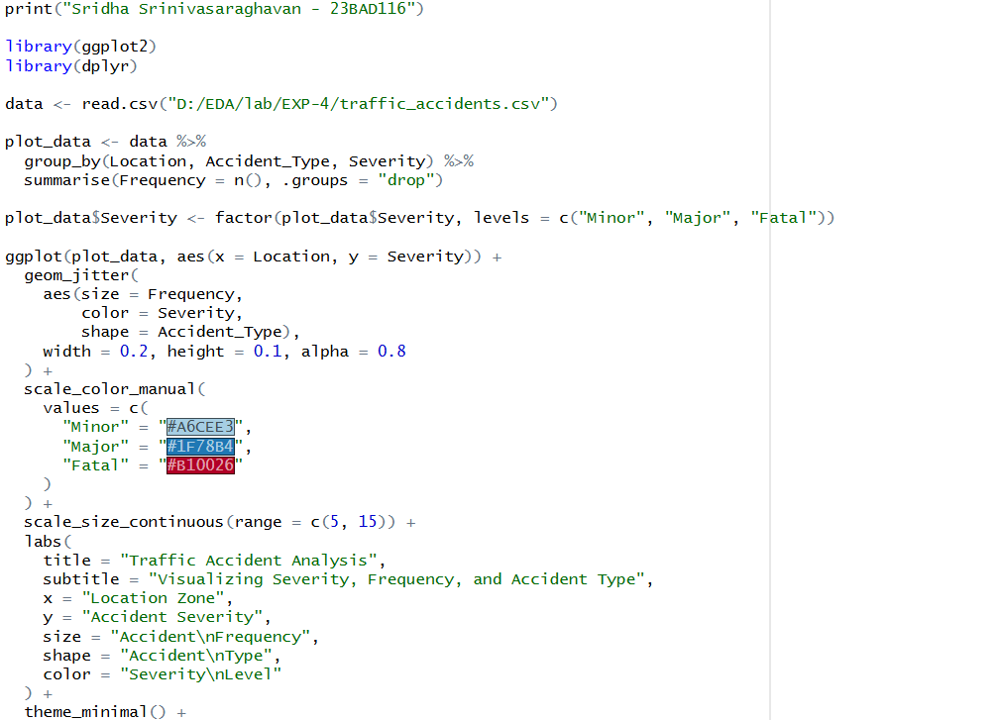 print("Sridha Srinivasaraghavan - 23BAD116")
library(ggplot2)
library(dplyr)
data <- read.csv("D:/EDA/lab/EXP-4/traffic_accidents.csv")
plot_data <- data %>%
  group_by(Location, Accident_Type, Severity) %>%
  summarise(Frequency = n(), .groups = "drop")
plot_data$Severity <- factor(plot_data$Severity, levels = c("Minor", "Major", "Fatal"))
ggplot(plot_data, aes(x = Location, y = Severity)) +
  geom_jitter(
    aes(size = Frequency,
        color = Severity,
        shape = Accident_Type),
    width = 0.2, height = 0.1, alpha = 0.8
  ) +
  scale_color_manual(
    values = c(
      "Minor" = "#A6CEE3",
      "Major" = "#1F78B4",
      "Fatal" = "#B10026"
    )
  ) +
  scale_size_continuous(range = c(5, 15)) +
  labs(
    title = "Traffic Accident Analysis",
    subtitle = "Visualizing Severity, Frequency, and Accident Type",
    x = "Location Zone",
    y = "Accident Severity",
    size = "Accident\nFrequency",
    shape = "Accident\nType",
    color = "Severity\nLevel"
  ) +
  theme_minimal() +